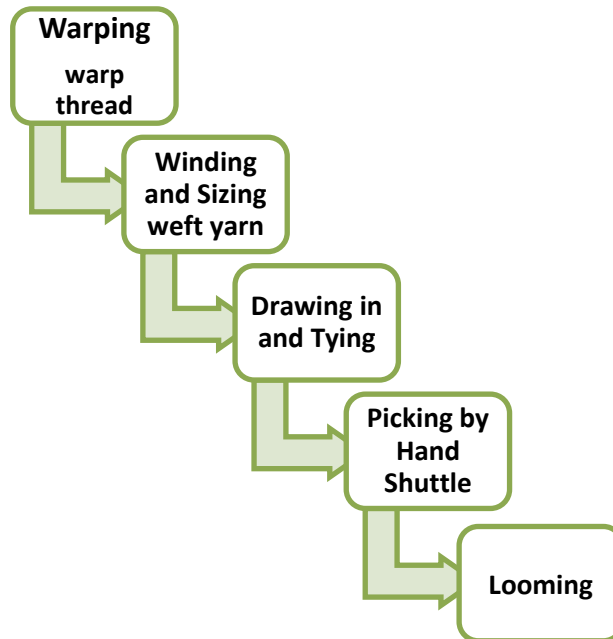 Warping
warp
thread
Winding
and Sizing
weft yarn
Drawing in
and Tying
Picking by
Hand
Shuttle
Looming